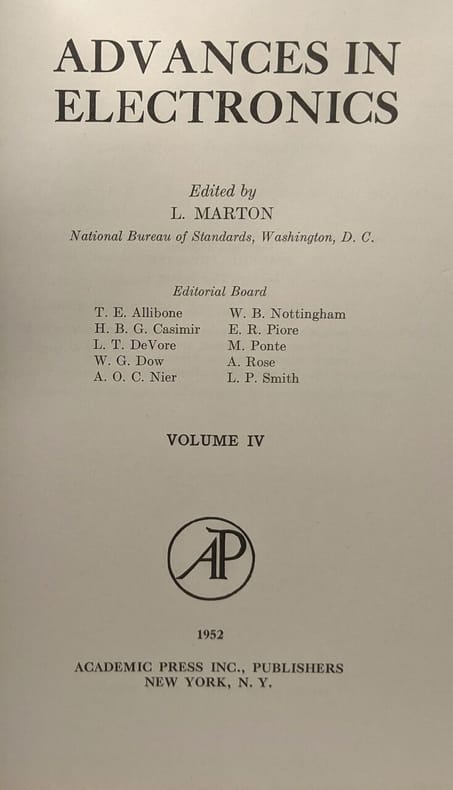 ADVANCES IN
ELECTRONICS
Edited by
L. MARTON
National Bureau of Standards, Washington, D. C.
Editorial Board
T. E. Allibone
H. B. G. Casimir
L. T. DeVore
W. G. Dow
A. O. C. Nier
W. B. Nottingham
E. R. Piore
M. Ponte
A. Rose
L. P. Smith
VOLUME IV
AP
1952
ACADEMIC PRESS INC., PUBLISHERS
NEW YORK, N. Y.